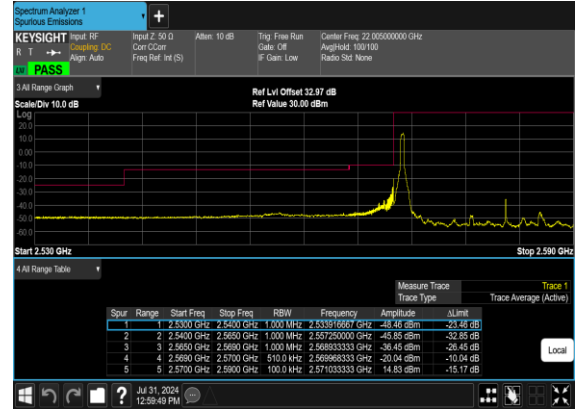 Spectrum Analyzer 1
Spurious Emissions
KEYSIGHT Input: RF Input Z: 50 Ω Atten: 10 dB Trig: Free Run Center Freq: 22.005000000 GHz
R T Coupling: DC Corr CCorr Gate: Off Avg|Hold: 100/100
Align: Auto Freq Ref: Int (S) IF Gain: Low Radio Std: None
PASS
3 All Range Graph Ref Lvl Offset 32.97 dB
Scale/Div 10.0 dB Ref Value 30.00 dBm
Log
20.0
10.0
0.00
-10.0
-20.0
-30.0
-40.0
-50.0
-60.0
Start 2.530 GHz Stop 2.590 GHz
4 All Range Table
Measure Trace Trace 1
Trace Type Trace Average (Active)
Spur Range Start Freq Stop Freq RBW Frequency Amplitude ΔLimit
1 1 2.5300 GHz 2.5400 GHz 1.000 MHz 2.533916667 GHz -48.46 dBm -23.46 dB
2 2 2.5400 GHz 2.5650 GHz 1.000 MHz 2.557250000 GHz -45.85 dBm -32.85 dB
3 3 2.5650 GHz 2.5690 GHz 1.000 MHz 2.568933333 GHz -36.45 dBm -26.45 dB
4 4 2.5690 GHz 2.5700 GHz 510.0 kHz 2.569968333 GHz -20.04 dBm -10.04 dB
5 5 2.5700 GHz 2.5900 GHz 100.0 kHz 2.571033333 GHz 14.83 dBm -15.17 dB
Local
? Jul 31, 2024
12:59:49 PM